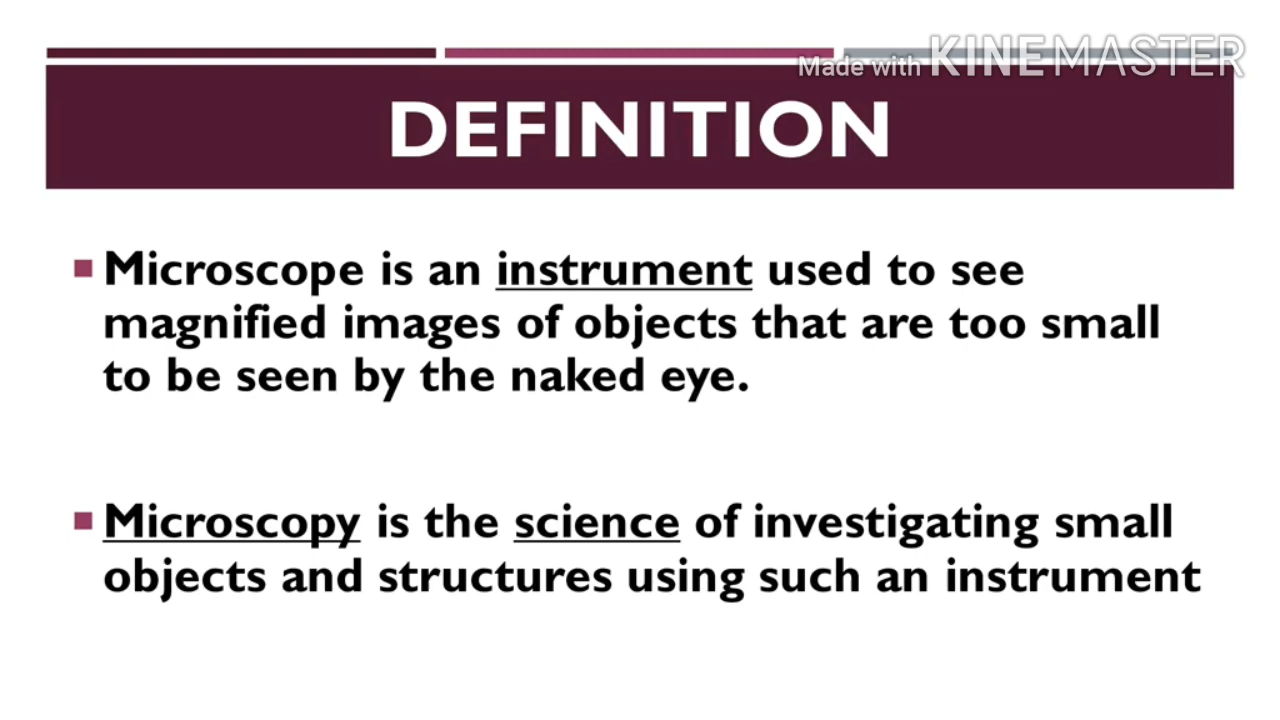 Made with KINEMASTER
DEFINITION
Microscope is an instrument used to see
magnified images of objects that are too small
to be seen by the naked eye.
Microscopy is the science of investigating small
objects and structures using such an instrument